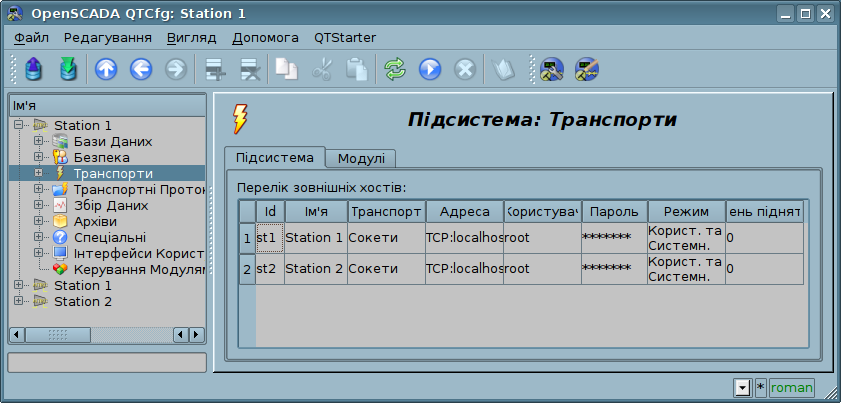 OpenSCADA QTCfg: Station 1
Файл Редагування Вигляд Допомога QTStarter
Ім'я
Station 1
Бази Даних
Безпека
Транспорти
Транспортні Проток
Збір Даних
Архіви
Спеціальні
Інтерфейси Корист
Керування Модулям
Station 1
Station 2
Підсистема: Транспорти
Підсистема Модулі
Перелік зовнішніх хостів:
Id Ім'я Транспорт Адреса Користувач Пароль Режим ень піднят
1 st1 Station 1 Сокети TCP:localhos root ******* Корист. та Системн. 0
2 st2 Station 2 Сокети TCP:localhos root ******* Корист. та Системн. 0
* roman